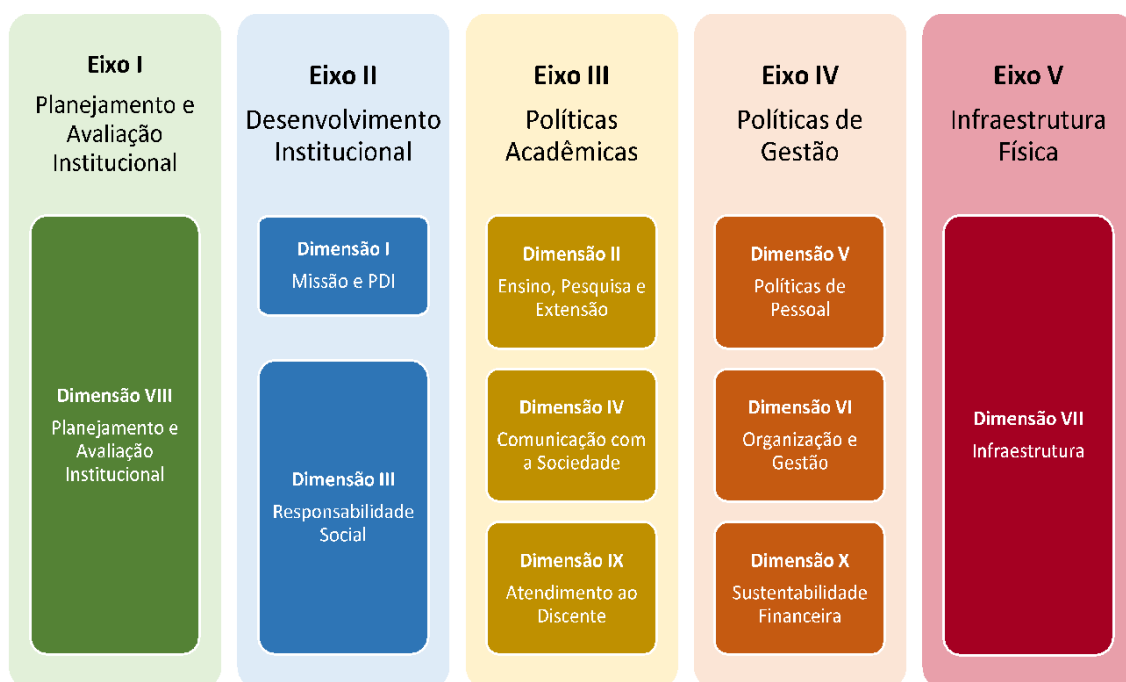 Eixo I
Planejamento e
Avaliação
Institucional
Dimensão VIII
Planejamento e
Avaliação
Institucional
Eixo II
Desenvolvimento
Institucional
Dimensão I
Missão e PDI
Dimensão III
Responsabilidade
Social
Eixo III
Políticas
Acadêmicas
Dimensão II
Ensino, Pesquisa e
Extensão
Dimensão IV
Comunicação com
a Sociedade
Dimensão IX
Atendimento ao
Discente
Eixo IV
Políticas de
Gestão
Dimensão V
Políticas de
Pessoal
Dimensão VI
Organização e
Gestão
Dimensão X
Sustentabilidade
Financeira
Eixo V
Infraestrutura
Física
Dimensão VII
Infraestrutura